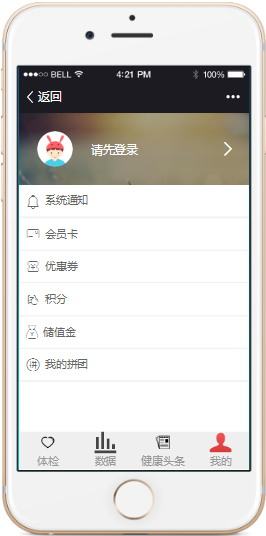 BELL 4:21 PM 100%
返回
请先登录
系统通知
会员卡
优惠券
积分
储值金
拼 我的拼团
体检 数据 健康头条 我的